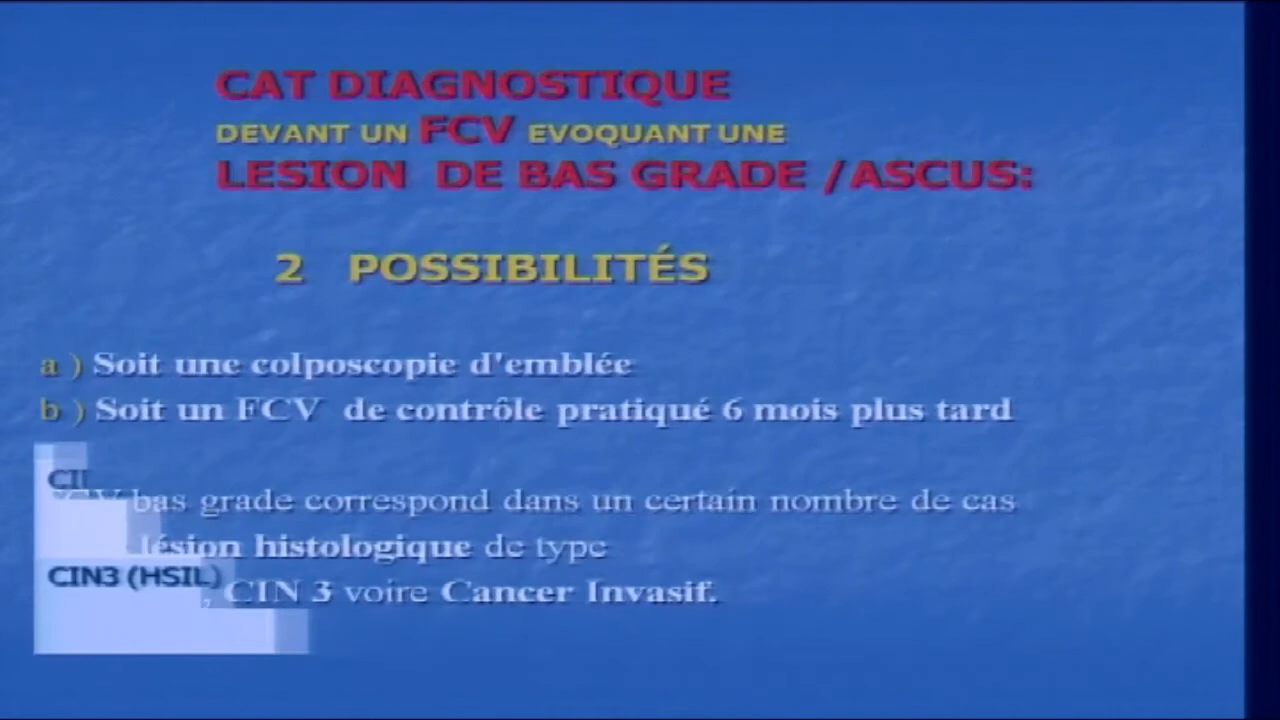 CAT DIAGNOSTIQUE
DEVANT UN FCV EVOQUANT UNE
LESION DE BAS GRADE / ASCUS:
2 POSSIBILITÉS
a ) Soit une colposcopie d'emblée
b ) Soit un FCV de contrôle pratiqué 6 mois plus tard
bas grade correspond dans un certain nombre de cas
lésion histologique de type
CIN3 (HSIL)
, CIN 3 voire Cancer Invasif.